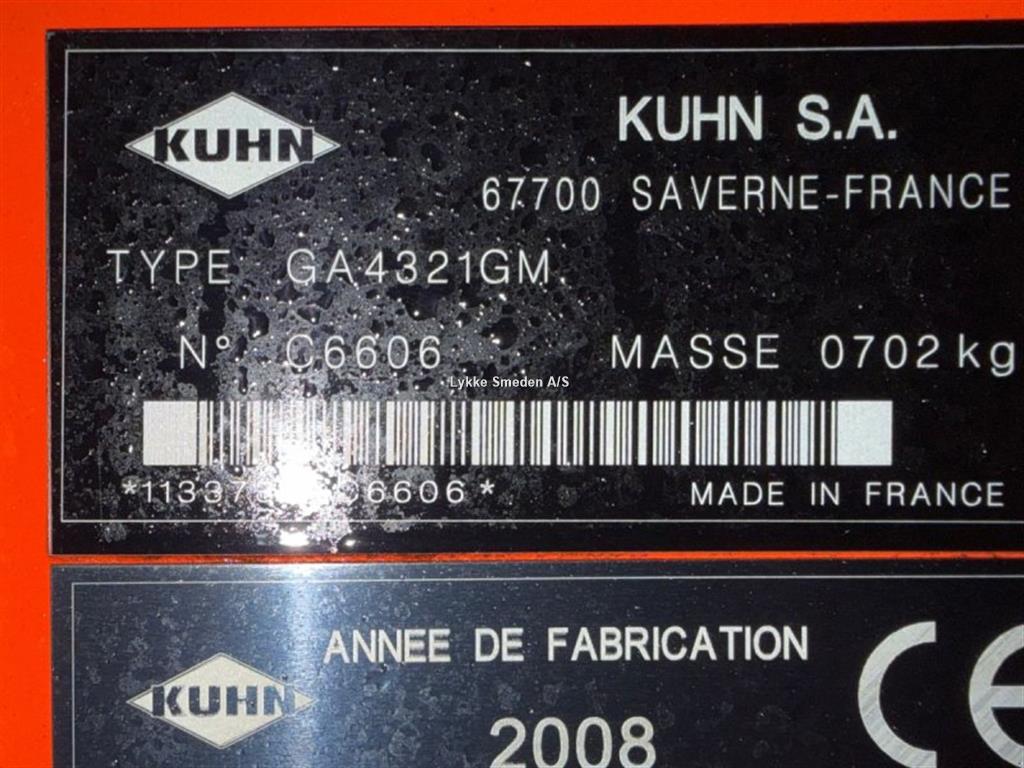 KUHN
KUHN S.A.
67700 SAVERNE-FRANCE
TYPE GA4321GM
N° C6606 MASSE 0702 kg
Lykke Smeden A/S
MADE IN FRANCE
ANNEE DE FABRICATION
KUHN
2008
CE